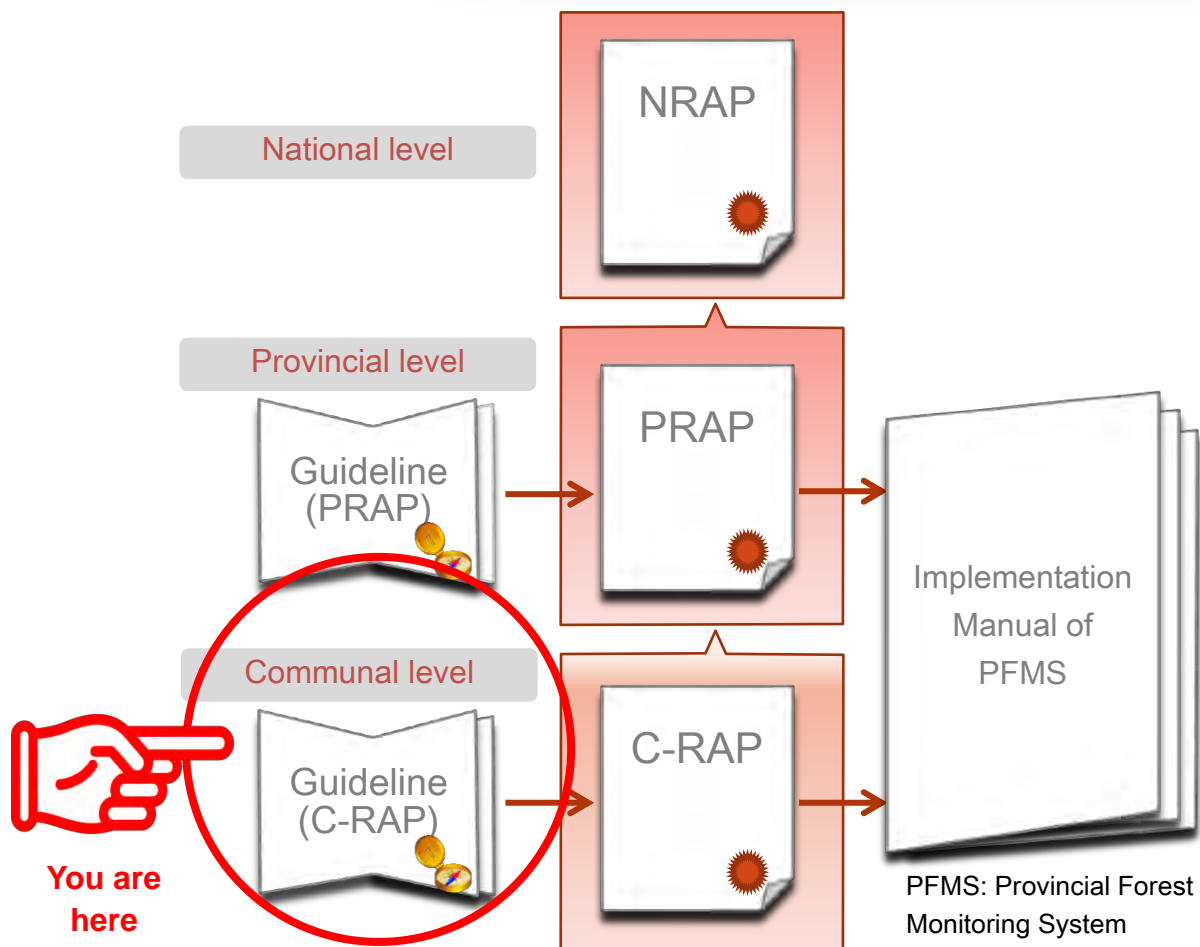 National level
NRAP
Provincial level
Guideline
(PRAP)
PRAP
Communal level
Guideline
(C-RAP)
C-RAP
Implementation
Manual of
PFMS
You are
here
PFMS: Provincial Forest
Monitoring System